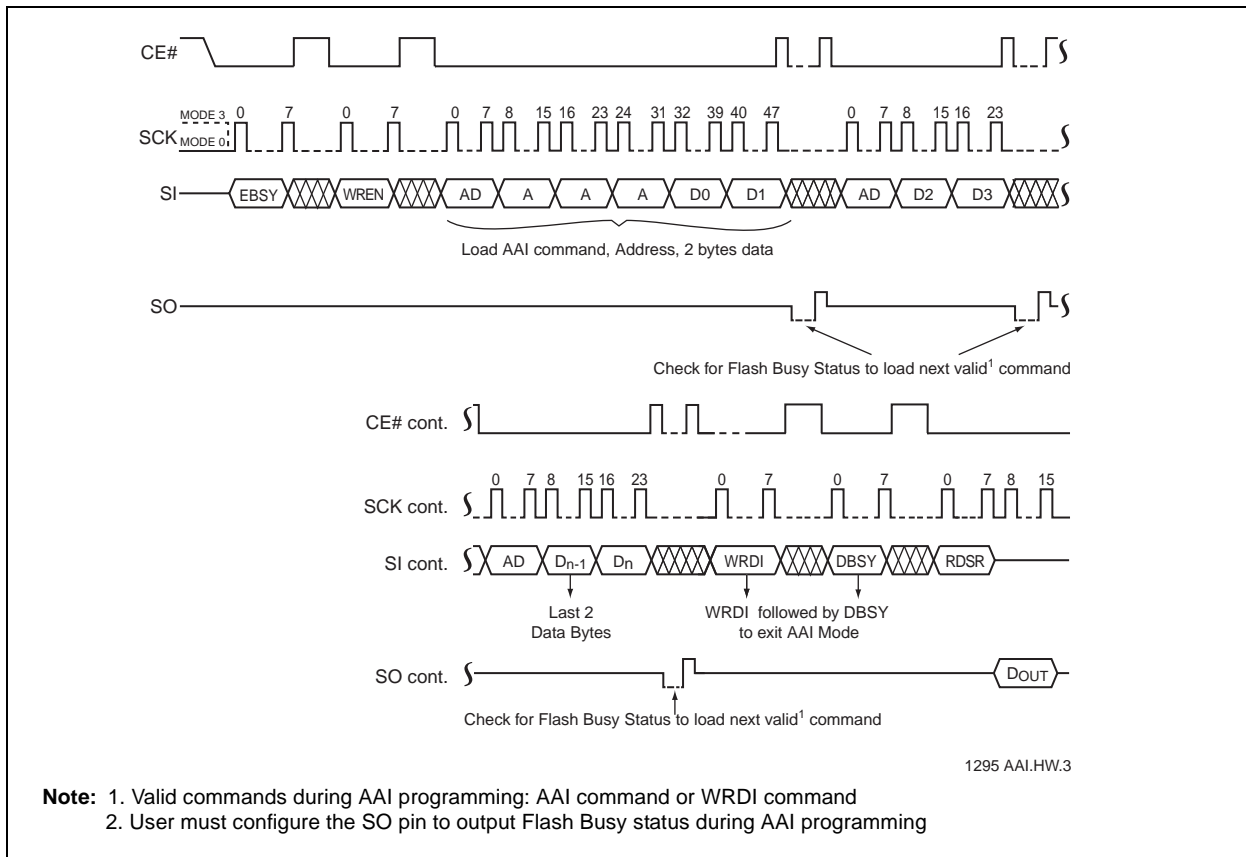 CE#
MODE 3
SCK MODE 0
0 7 0 7 0 7 8 15 16 23 24 31 32 39 40 47 0 7 8 15 16 23
SI EBSY WREN AD A A A D0 D1 AD D2 D3
Load AAI command, Address, 2 bytes data
SO
Check for Flash Busy Status to load next valid1 command
CE# cont.
0 7 8 15 16 23 0 7 0 7 0 7 8 15
SCK cont.
SI cont. AD Dn-1 Dn WRDI DBSY RDSR
Last 2 WRDI followed by DBSY
Data Bytes to exit AAI Mode
SO cont. DOUT
Check for Flash Busy Status to load next valid1 command
1295 AAI.HW.3
Note: 1. Valid commands during AAI programming: AAI command or WRDI command
2. User must configure the SO pin to output Flash Busy status during AAI programming